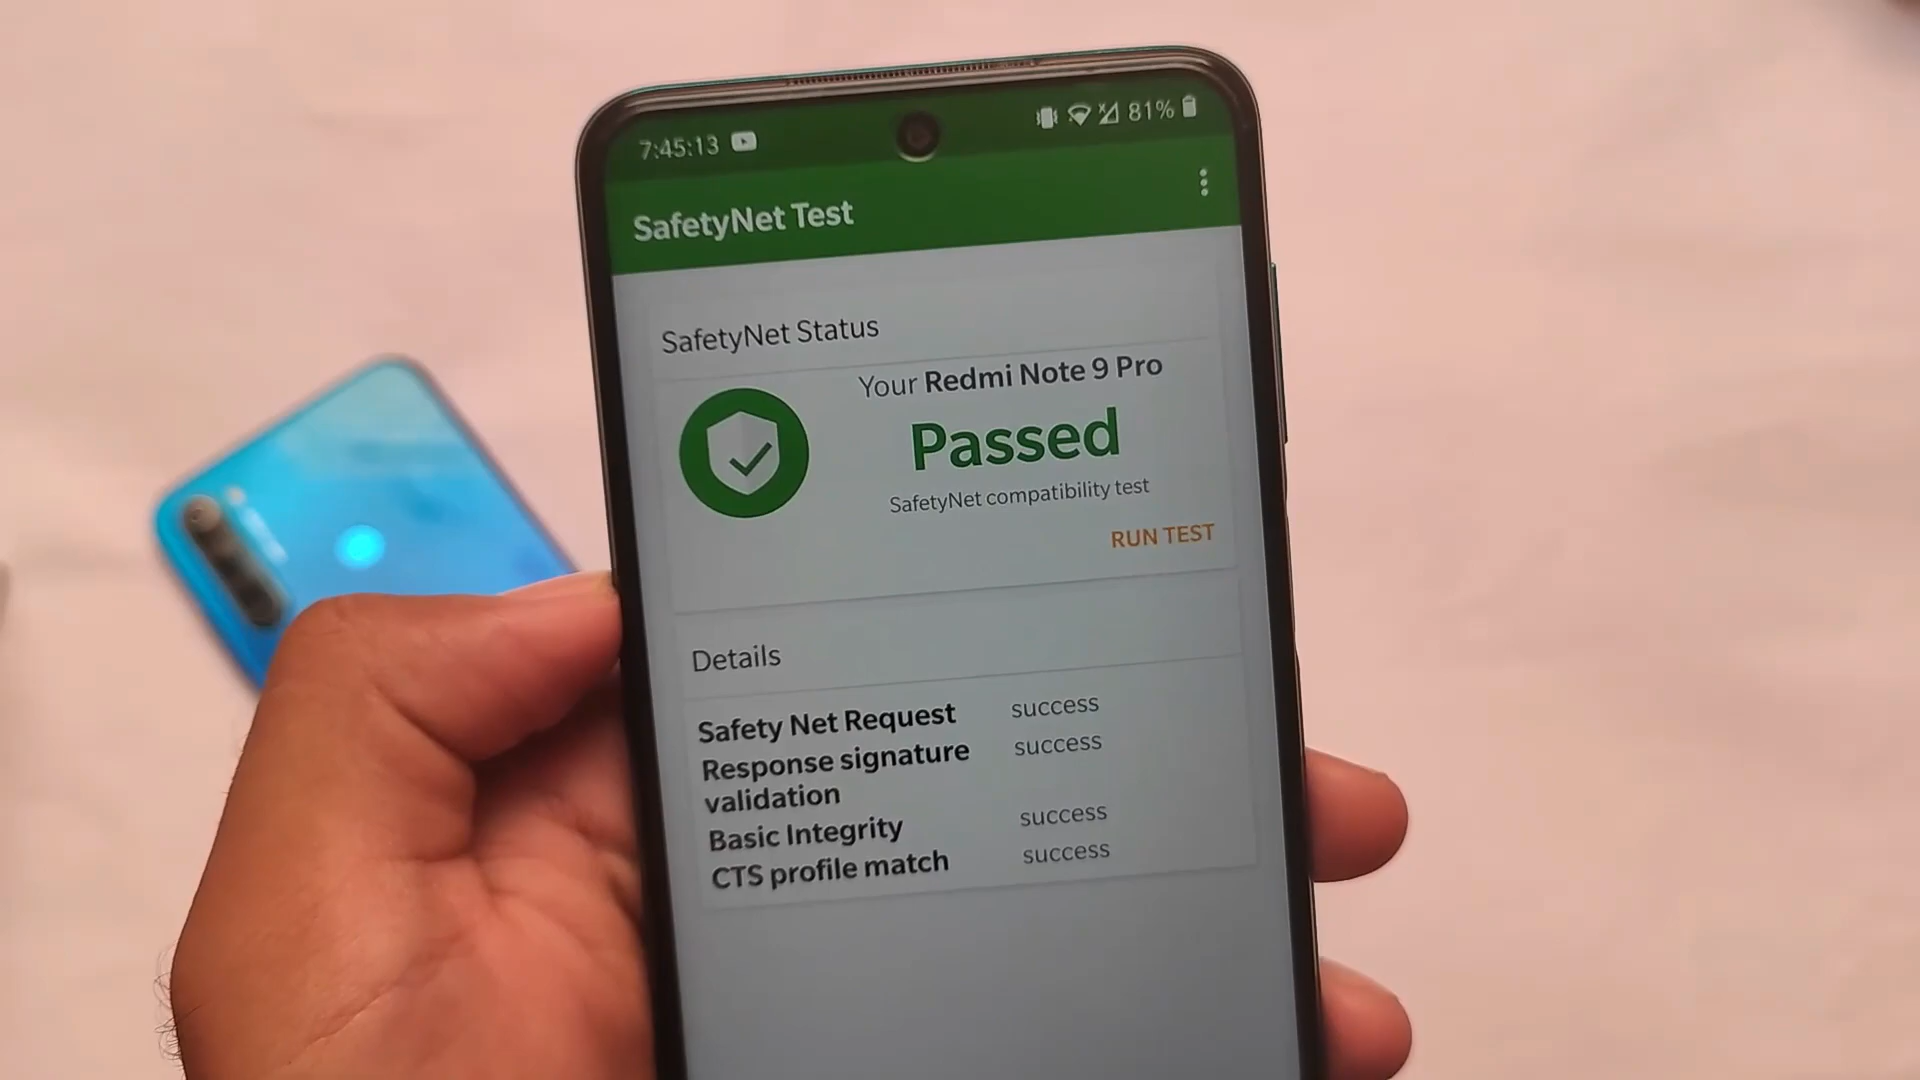 7:45:13
81%
SafetyNet Test
SafetyNet Status
Your Redmi Note 9 Pro
Passed
SafetyNet compatibility test
RUN TEST
Details
Safety Net Request success
Response signature success
validation
Basic Integrity success
CTS profile match success